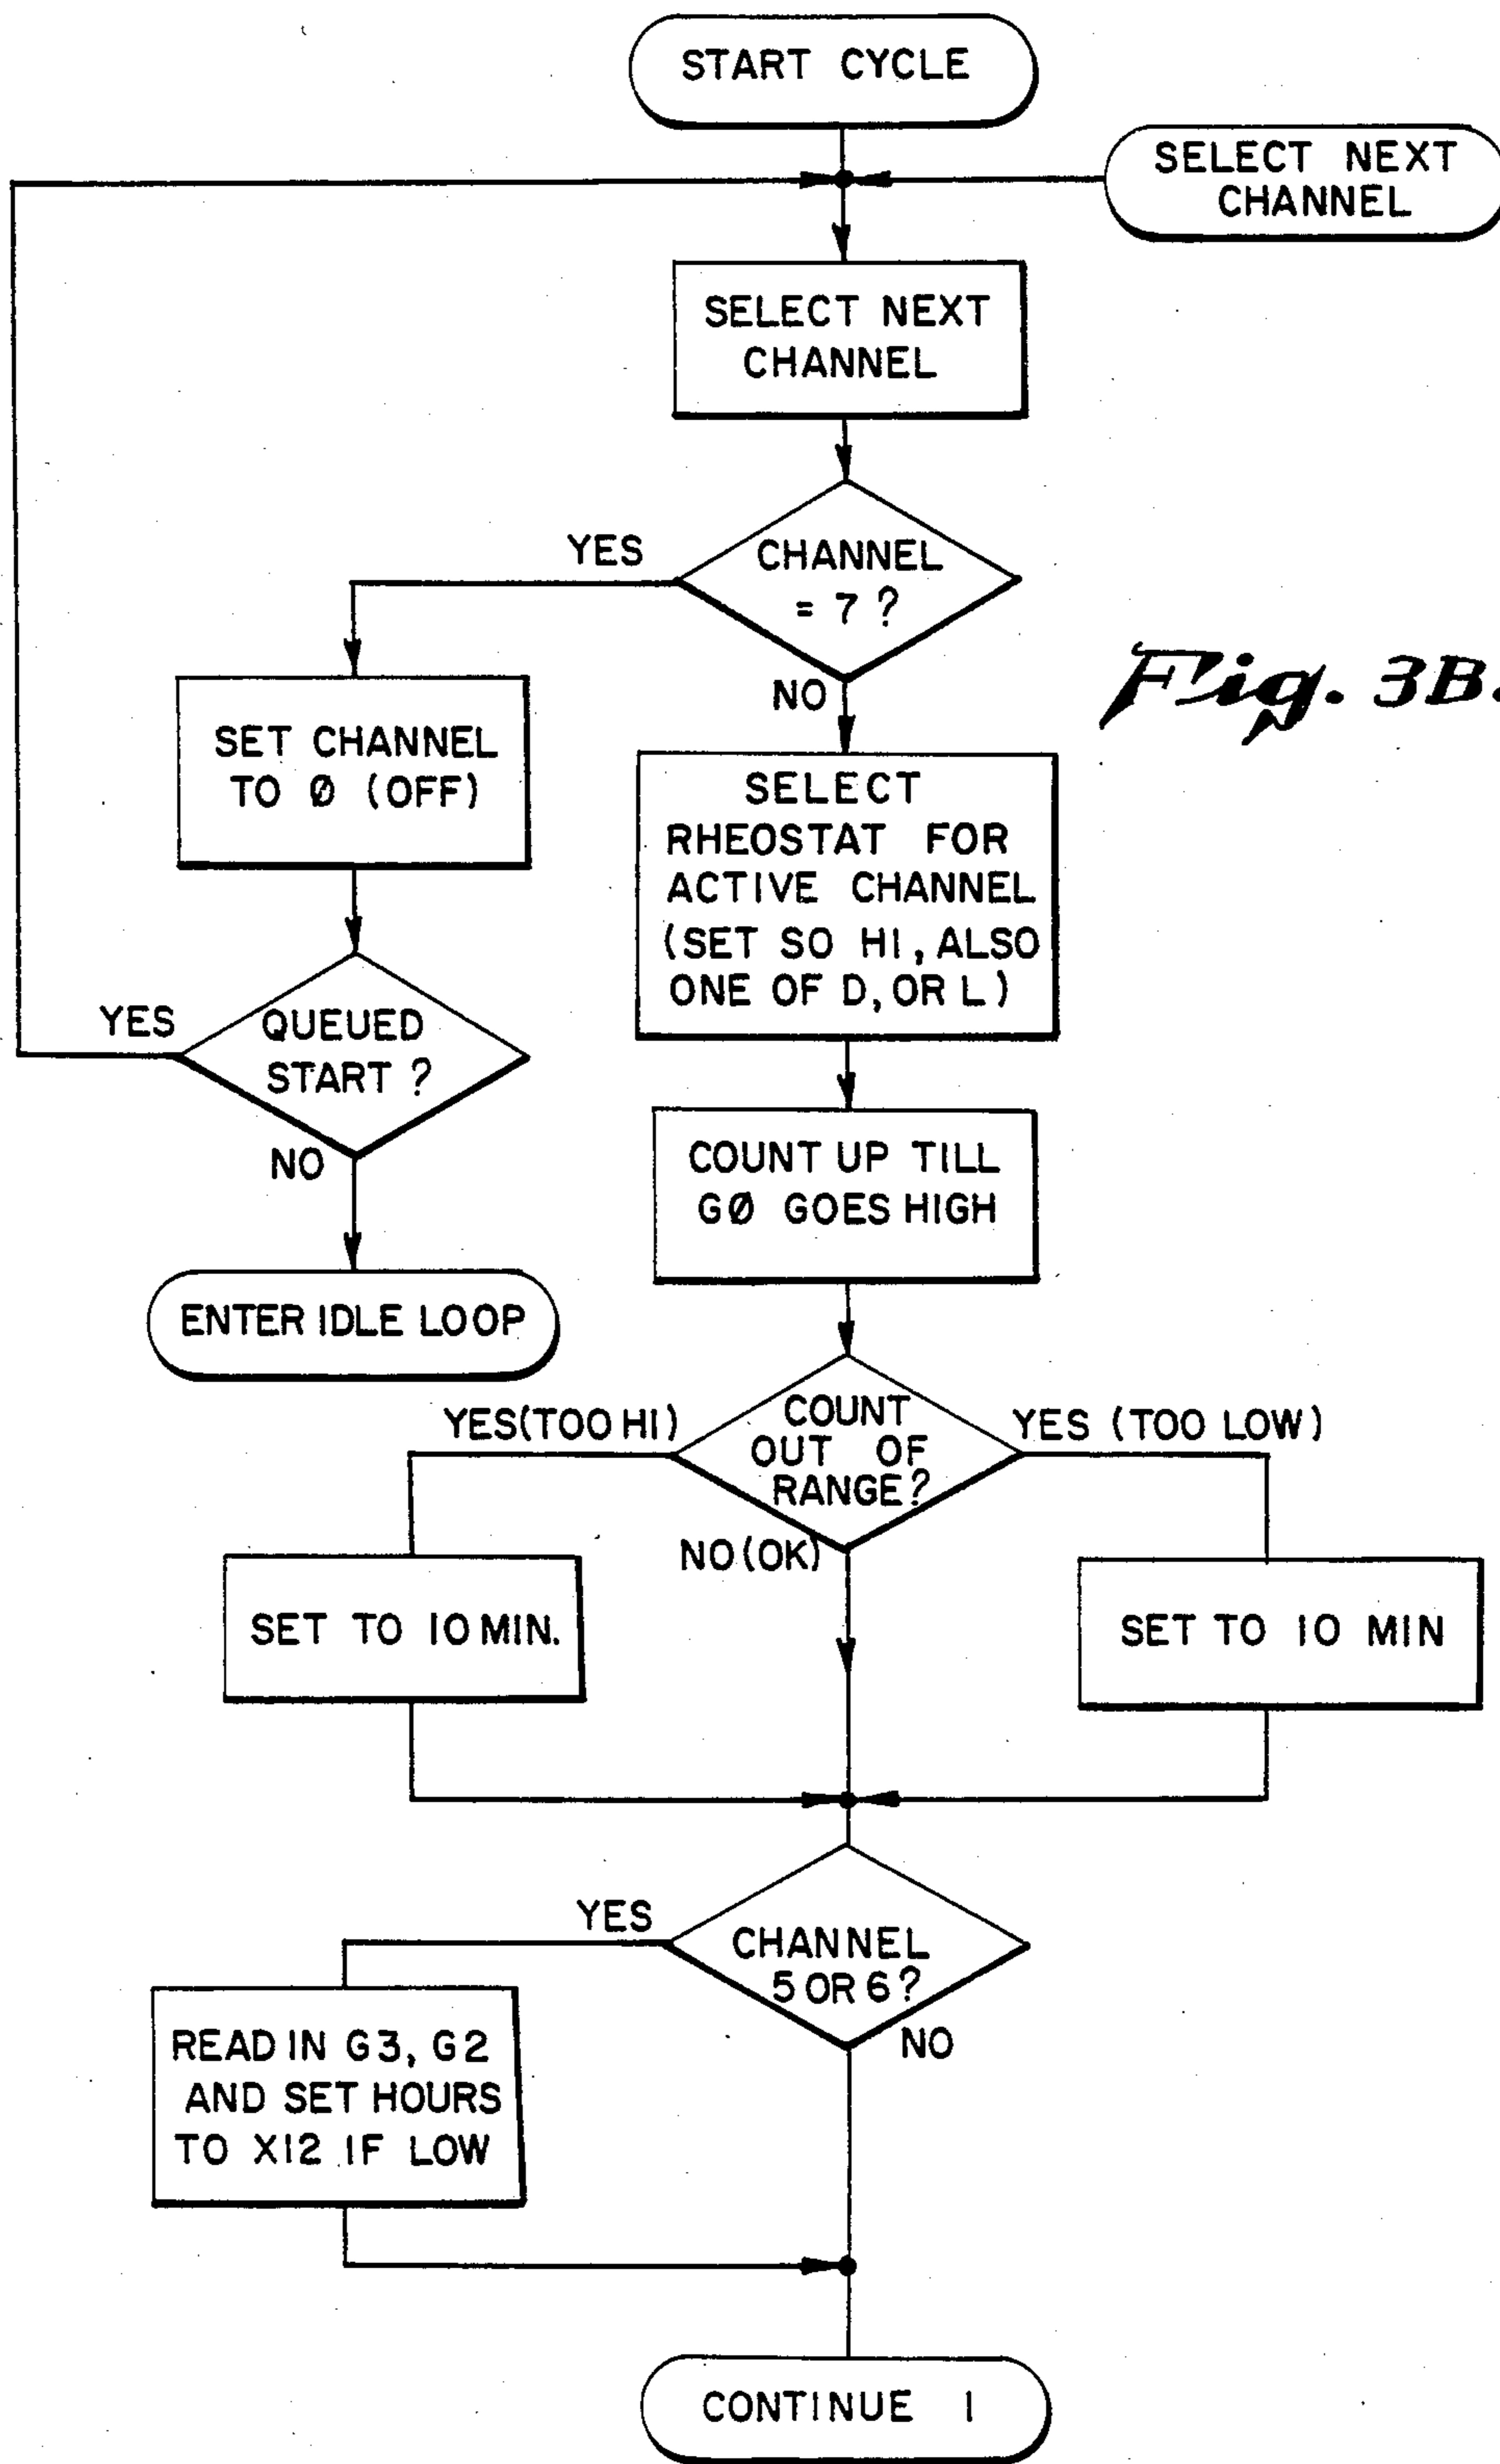 START CYCLE
SELECT NEXT
CHANNEL
SELECT NEXT
CHANNEL
YES
CHANNEL
= 7 ?
NO
Fig. 3B.
SET CHANNEL
TO Ø (OFF)
SELECT
RHEOSTAT FOR
ACTIVE CHANNEL
(SET SO HI, ALSO
ONE OF D, OR L)
YES
QUEUED
START ?
NO
COUNT UP TILL
GØ GOES HIGH
ENTER IDLE LOOP
YES(TOO HI)
COUNT
OUT OF
RANGE?
YES (TOO LOW)
NO(OK)
SET TO 10 MIN.
SET TO 10 MIN
YES
CHANNEL
5 OR 6?
NO
READ IN G3, G2
AND SET HOURS
TO X12 IF LOW
CONTINUE 1